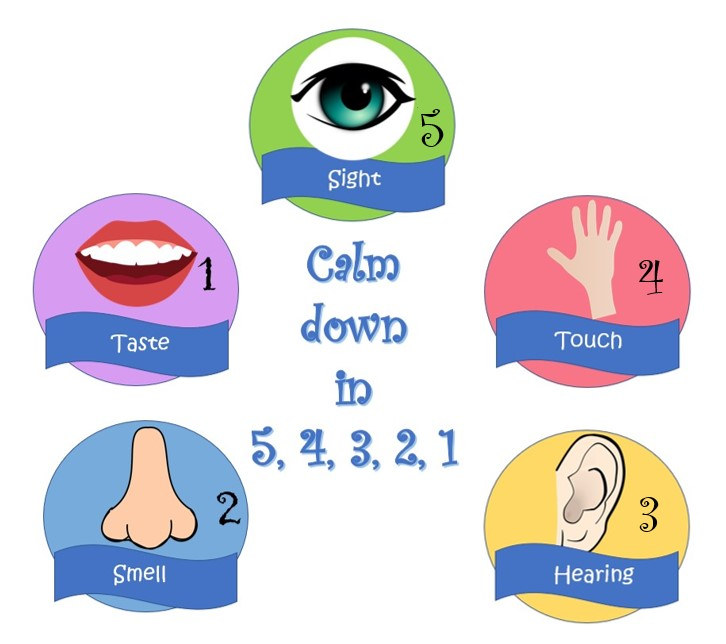 5
Sight
Calm
down
in
5, 4, 3, 2, 1
1
Taste
4
Touch
2
Smell
3
Hearing